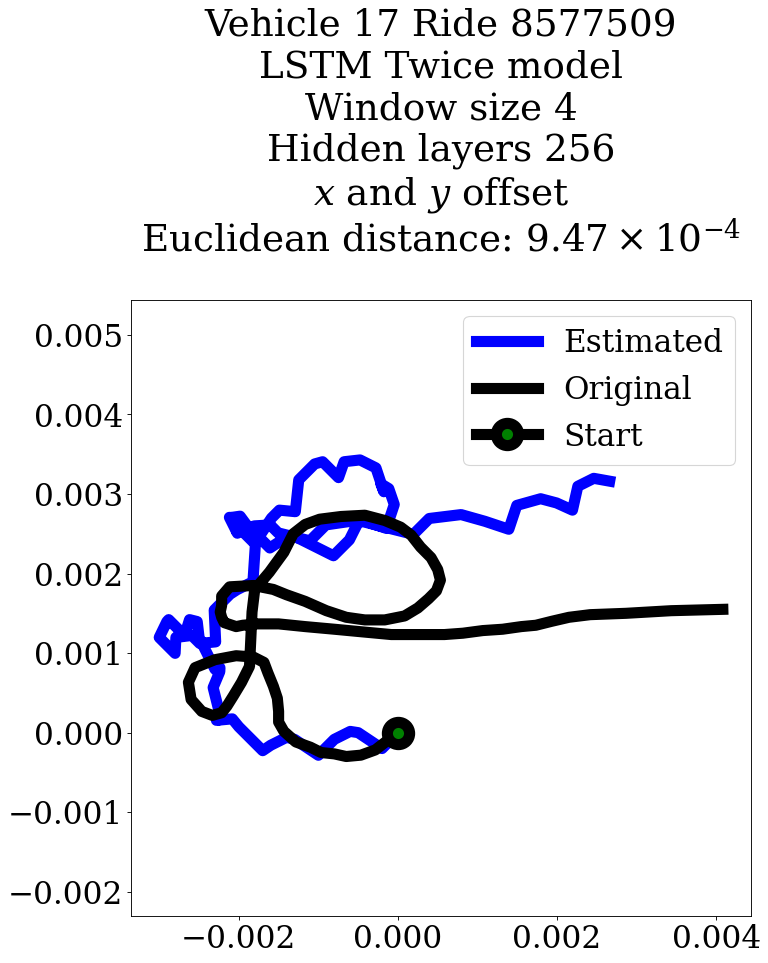 Vehicle 17 Ride 8577509
LSTM Twice model
Window size 4
Hidden layers 256
x and y offset
Euclidean distance: 9.47 × 10⁻⁴
Estimated
Original
Start
0.005
0.004
0.003
0.002
0.001
0.000
−0.001
−0.002
−0.002 0.000 0.002 0.004